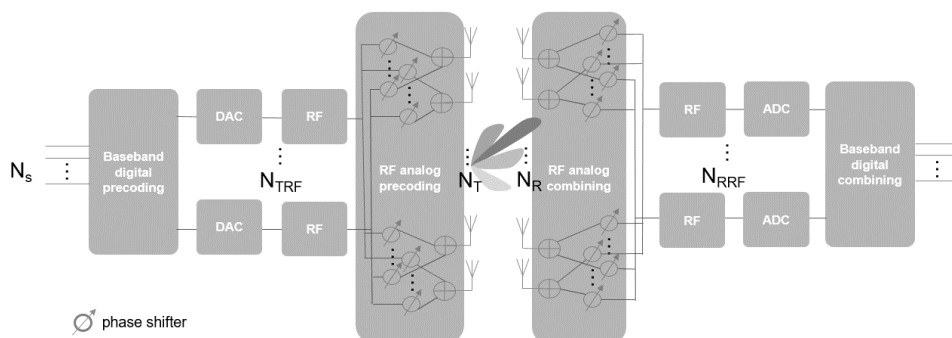 N_s
Baseband
digital
precoding
DAC
RF
N_TRF
DAC
RF
RF analog
precoding
N_T
N_R
RF analog
combining
RF
ADC
N_RRF
RF
ADC
Baseband
digital
combining
phase shifter